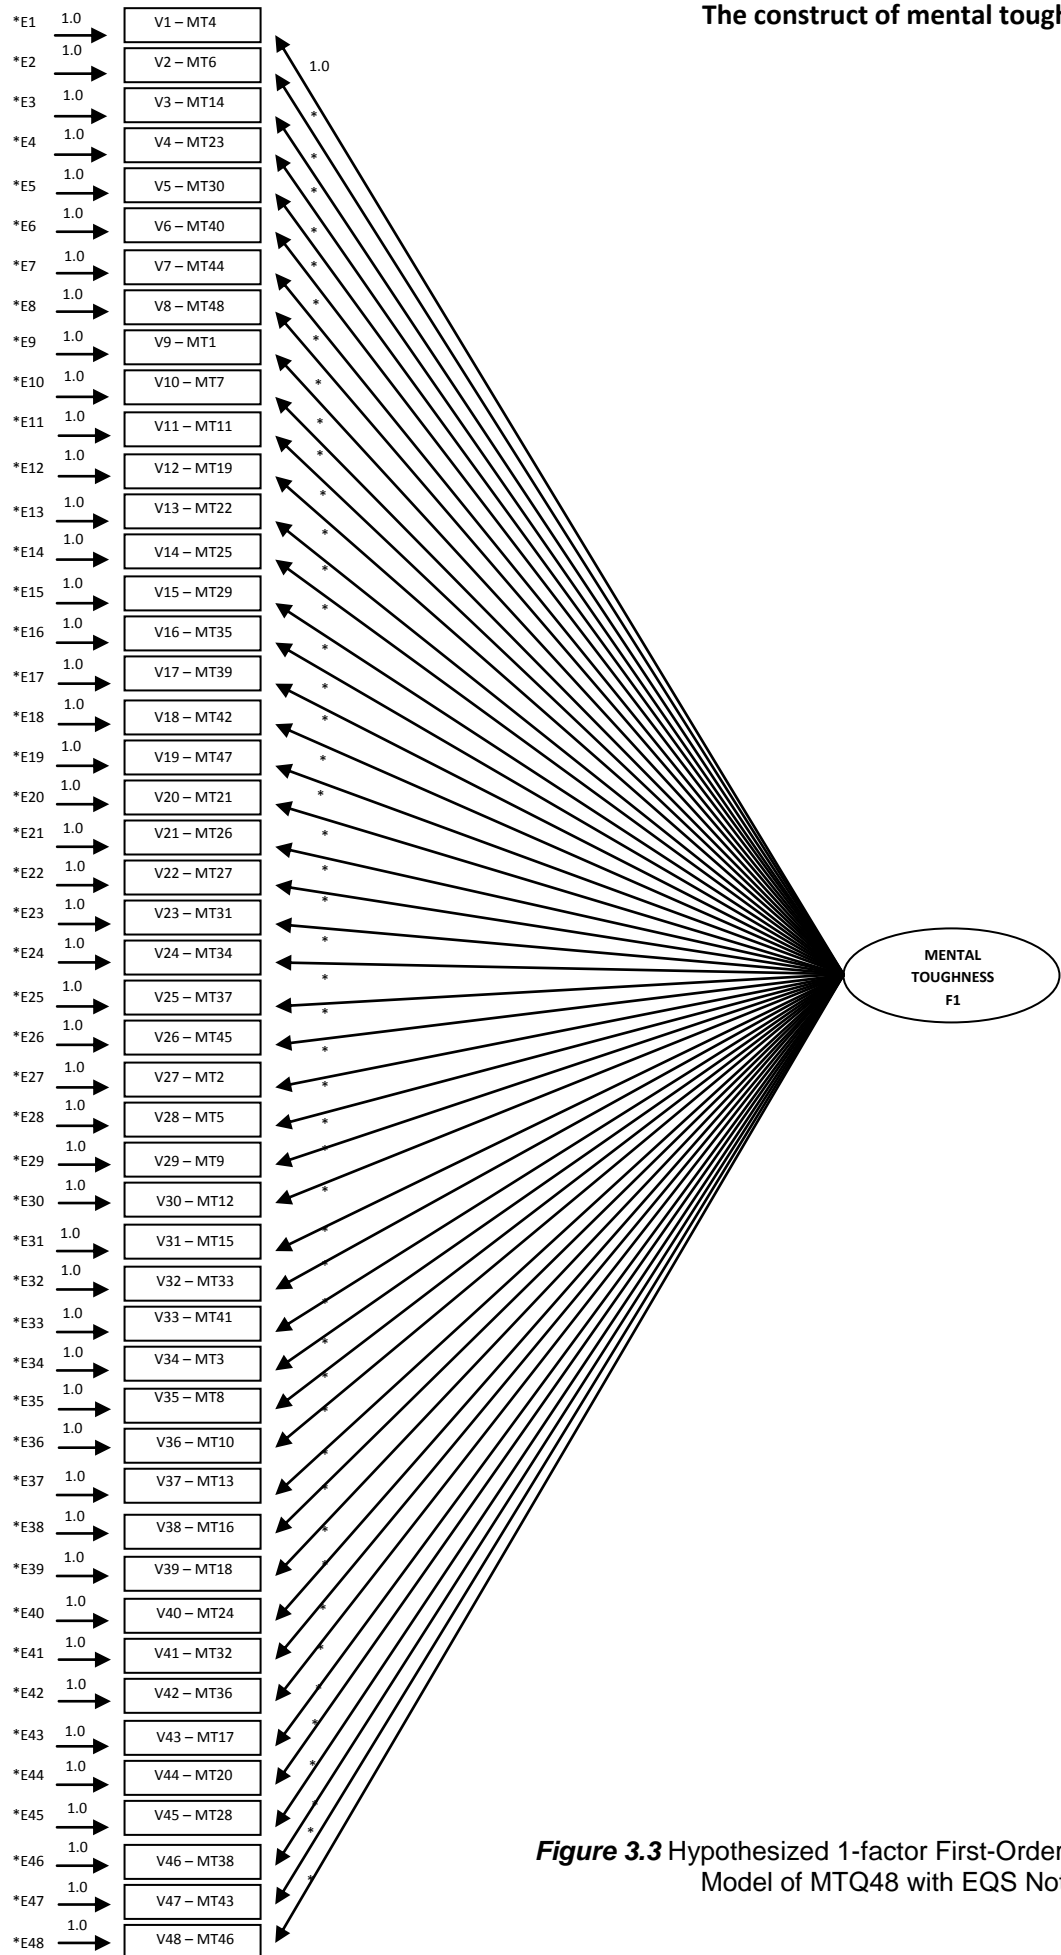 The construct of mental tough
*E1 1.0 V1 – MT4
1.0
*E2 1.0 V2 – MT6
*E3 1.0 V3 – MT14 *
*E4 1.0 V4 – MT23 *
*E5 1.0 V5 – MT30 *
*E6 1.0 V6 – MT40 *
*E7 1.0 V7 – MT44 *
*E8 1.0 V8 – MT48 *
*E9 1.0 V9 – MT1 *
*E10 1.0 V10 – MT7 *
*E11 1.0 V11 – MT11 *
*E12 1.0 V12 – MT19 *
*E13 1.0 V13 – MT22 *
*E14 1.0 V14 – MT25 *
*E15 1.0 V15 – MT29 *
*E16 1.0 V16 – MT35 *
*E17 1.0 V17 – MT39 *
*E18 1.0 V18 – MT42 *
*E19 1.0 V19 – MT47 *
*E20 1.0 V20 – MT21 *
*E21 1.0 V21 – MT26 *
*E22 1.0 V22 – MT27 *
*E23 1.0 V23 – MT31 *
*E24 1.0 V24 – MT34 *
MENTAL
TOUGHNESS
F1
*E25 1.0 V25 – MT37 *
*E26 1.0 V26 – MT45 *
*E27 1.0 V27 – MT2 *
*E28 1.0 V28 – MT5 *
*E29 1.0 V29 – MT9 *
*E30 1.0 V30 – MT12 *
*E31 1.0 V31 – MT15 *
*E32 1.0 V32 – MT33 *
*E33 1.0 V33 – MT41 *
*E34 1.0 V34 – MT3 *
*E35 1.0 V35 – MT8 *
*E36 1.0 V36 – MT10 *
*E37 1.0 V37 – MT13 *
*E38 1.0 V38 – MT16 *
*E39 1.0 V39 – MT18 *
*E40 1.0 V40 – MT24 *
*E41 1.0 V41 – MT32 *
*E42 1.0 V42 – MT36 *
*E43 1.0 V43 – MT17 *
*E44 1.0 V44 – MT20 *
*E45 1.0 V45 – MT28 *
*E46 1.0 V46 – MT38 *
*E47 1.0 V47 – MT43 *
*E48 1.0 V48 – MT46
Figure 3.3 Hypothesized 1-factor First-Order
Model of MTQ48 with EQS Not